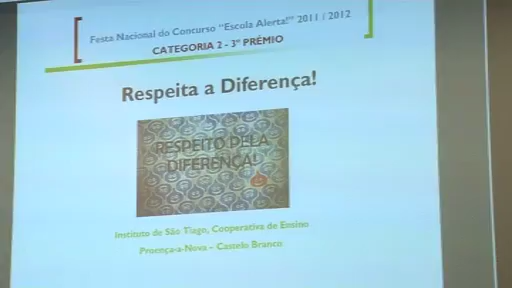 Festa Nacional do Concurso "Escola Alerta!" 2011 / 2012
CATEGORIA 2 - 3º PRÉMIO
Respeita a Diferença!
RESPEITO PELA
DIFERENÇA!
Instituto de São Tiago, Cooperativa de Ensino
Proença-a-Nova – Castelo Branco